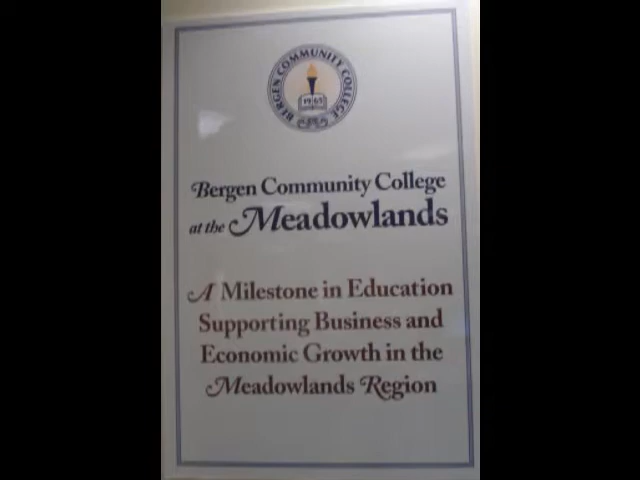 BERGEN COMMUNITY COLLEGE
1965
Bergen Community College
at the Meadowlands
A Milestone in Education
Supporting Business and
Economic Growth in the
Meadowlands Region